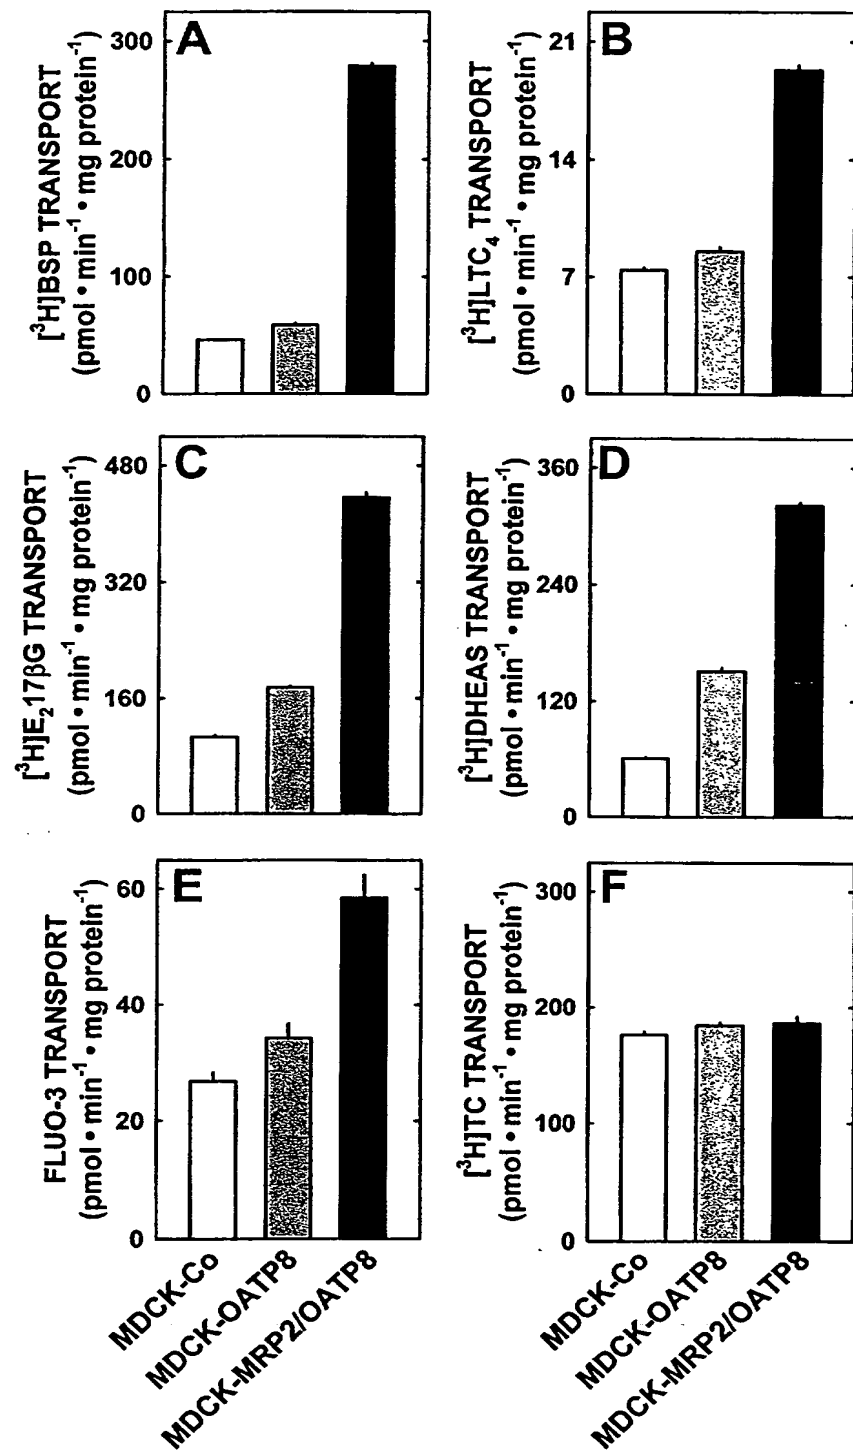 A
[³H]BSP TRANSPORT
(pmol • min⁻¹ • mg protein⁻¹)
300
200
100
0
B
[³H]LTC₄ TRANSPORT
(pmol • min⁻¹ • mg protein⁻¹)
21
14
7
0
C
[³H]E₂17βG TRANSPORT
(pmol • min⁻¹ • mg protein⁻¹)
480
320
160
0
D
[³H]DHEAS TRANSPORT
(pmol • min⁻¹ • mg protein⁻¹)
360
240
120
0
E
FLUO-3 TRANSPORT
(pmol • min⁻¹ • mg protein⁻¹)
60
40
20
0
F
[³H]TC TRANSPORT
(pmol • min⁻¹ • mg protein⁻¹)
300
200
100
0
MDCK-Co
MDCK-OATP8
MDCK-MRP2/OATP8
MDCK-Co
MDCK-OATP8
MDCK-MRP2/OATP8